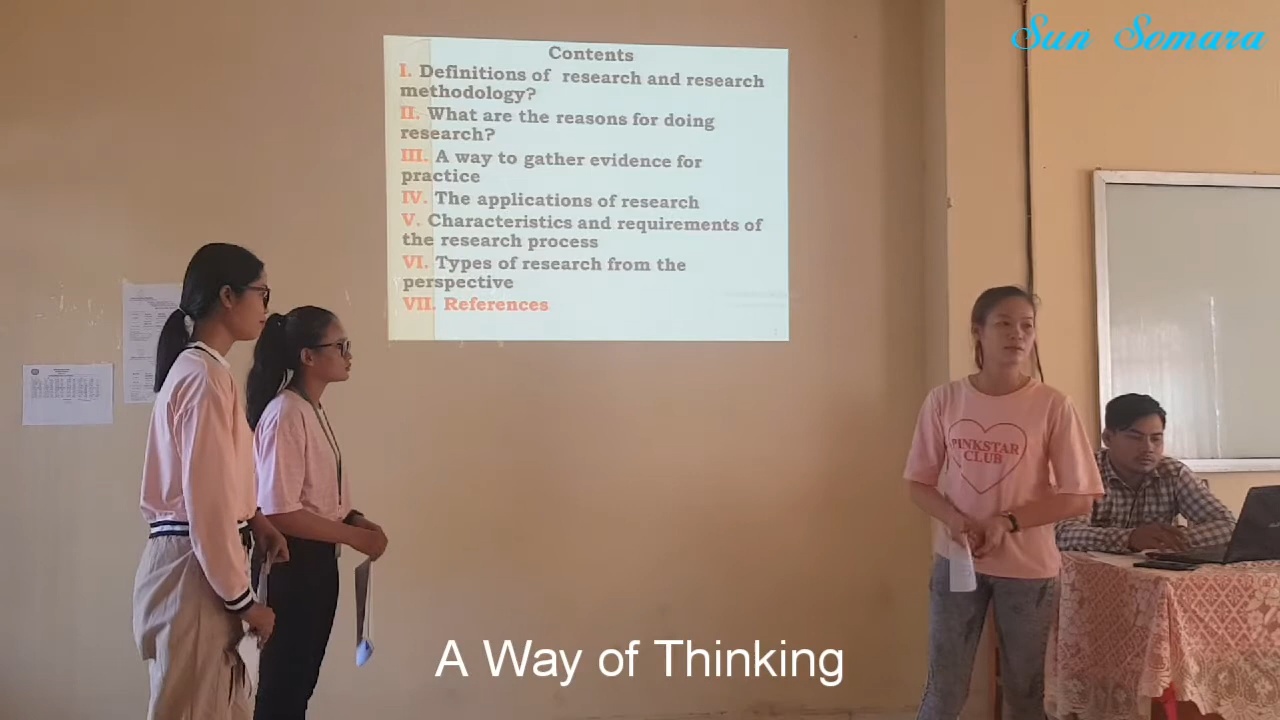 Sun Somara
Contents
I. Definitions of research and research
methodology?
II. What are the reasons for doing
research?
III. A way to gather evidence for
practice
IV. The applications of research
V. Characteristics and requirements of
the research process
VI. Types of research from the
perspective
VII. References
PINKSTAR
CLUB
A Way of Thinking